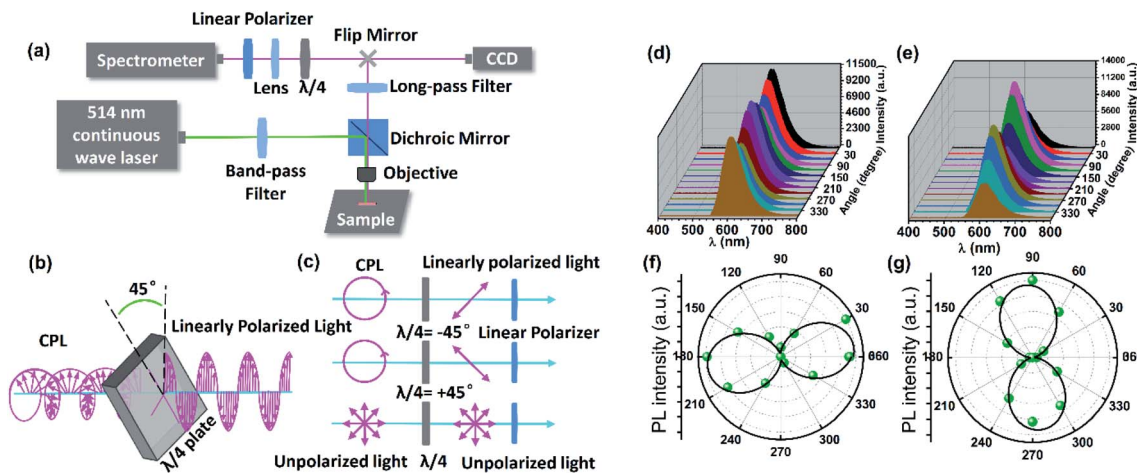 (a)
Linear Polarizer
Flip Mirror
Spectrometer
CCD
Lens
λ/4
Long-pass Filter
514 nm
continuous
wave laser
Dichroic Mirror
Band-pass
Filter
Objective
Sample
(b)
45°
CPL
Linearly Polarized Light
λ/4 plate
(c)
CPL
Linearly polarized light
λ/4= -45°
Linear Polarizer
λ/4= +45°
Unpolarized light
λ/4
Unpolarized light
(d)
11500
9200
6900
4600
2300
0
Intensity (a.u.)
30
90
150
210
270
330
Angle (degree)
400 500 600 700 800
λ (nm)
(e)
14000
11200
8400
5600
2800
0
Intensity (a.u.)
30
90
150
210
270
330
Angle (degree)
400 500 600 700 800
λ (nm)
(f)
PL intensity (a.u.)
90
120
60
150
30
180
210
330
240
300
270
(g)
PL intensity (a.u.)
90
120
60
150
30
180
210
330
240
300
270